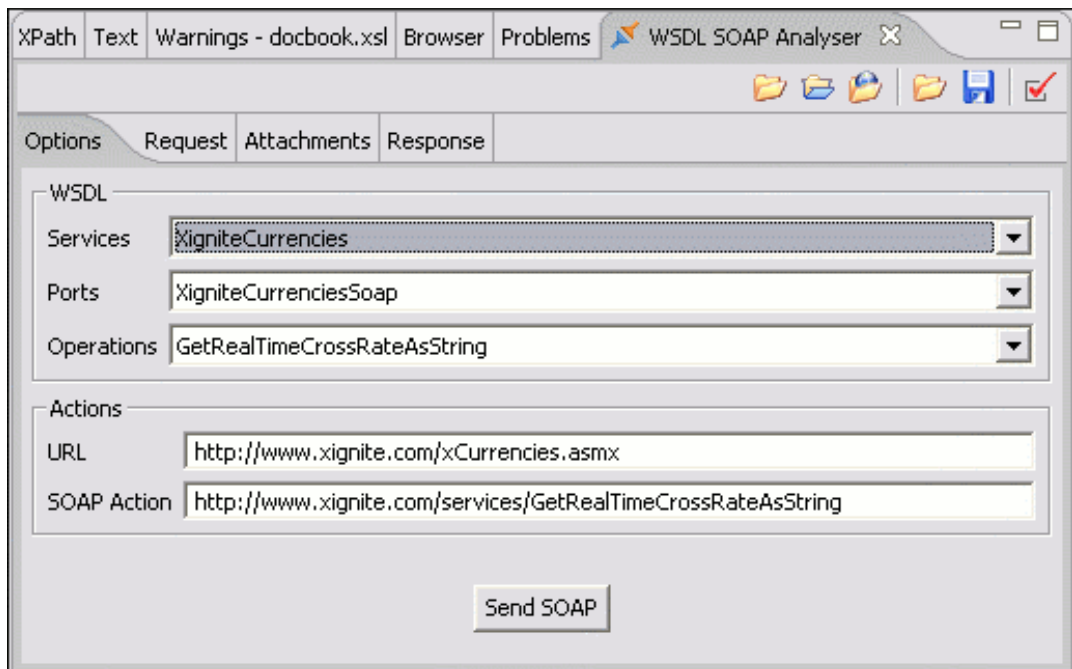 XPath Text Warnings - docbook.xsl Browser Problems WSDL SOAP Analyser
Options Request Attachments Response
WSDL
Services XigniteCurrencies
Ports XigniteCurrenciesSoap
Operations GetRealTimeCrossRateAsString
Actions
URL http://www.xignite.com/xCurrencies.asmx
SOAP Action http://www.xignite.com/services/GetRealTimeCrossRateAsString
Send SOAP